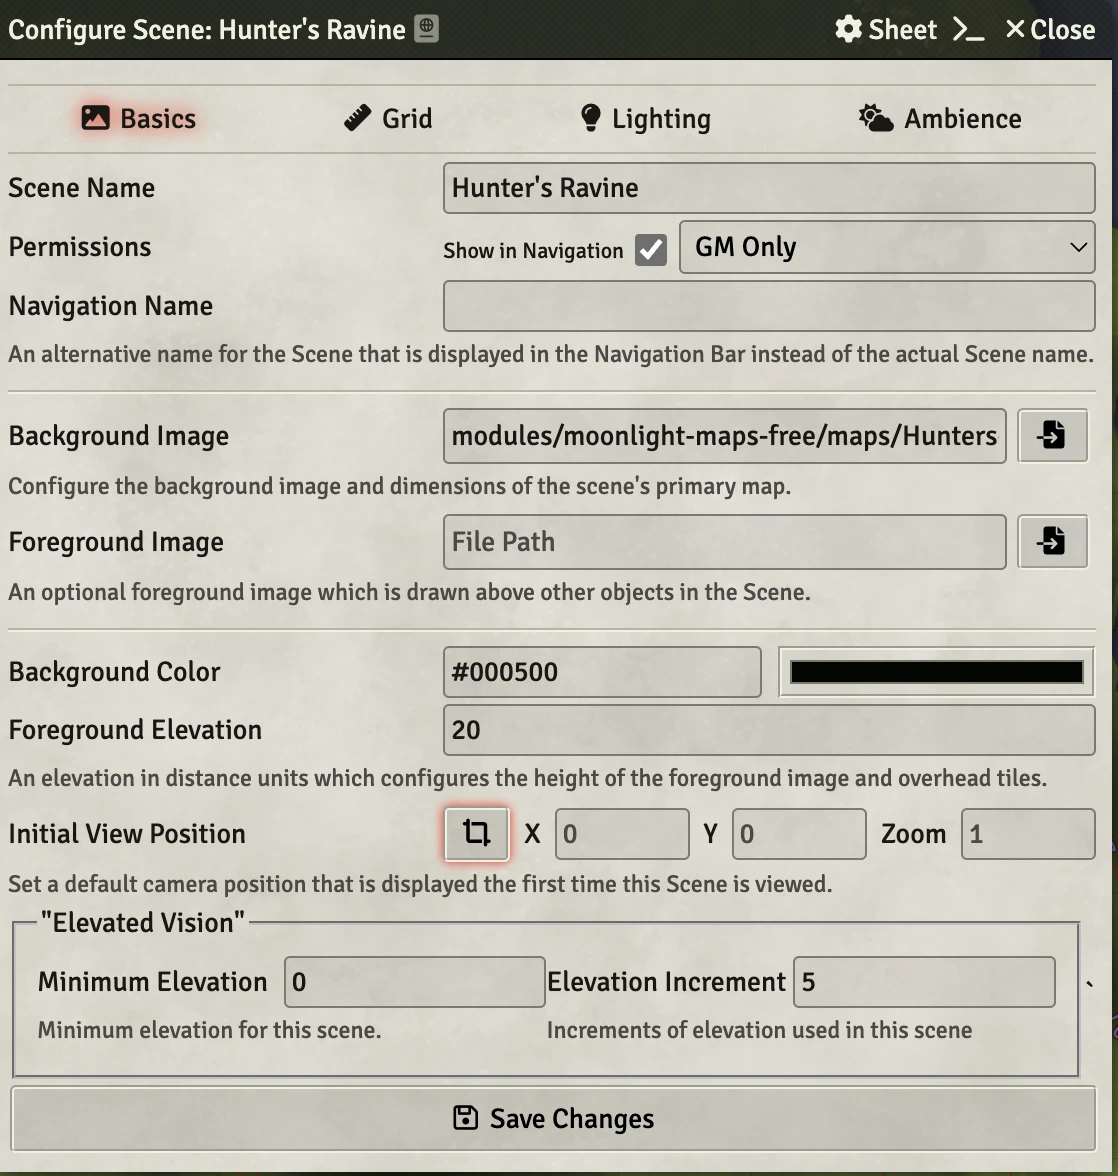 Configure Scene: Hunter's Ravine Sheet Close
Basics Grid Lighting Ambience
Scene Name Hunter's Ravine
Permissions Show in Navigation GM Only
Navigation Name
An alternative name for the Scene that is displayed in the Navigation Bar instead of the actual Scene name.
Background Image modules/moonlight-maps-free/maps/Hunters
Configure the background image and dimensions of the scene's primary map.
Foreground Image File Path
An optional foreground image which is drawn above other objects in the Scene.
Background Color #000500
Foreground Elevation 20
An elevation in distance units which configures the height of the foreground image and overhead tiles.
Initial View Position X 0 Y 0 Zoom 1
Set a default camera position that is displayed the first time this Scene is viewed.
"Elevated Vision"
Minimum Elevation 0 Elevation Increment 5 `
Minimum elevation for this scene. Increments of elevation used in this scene
Save Changes